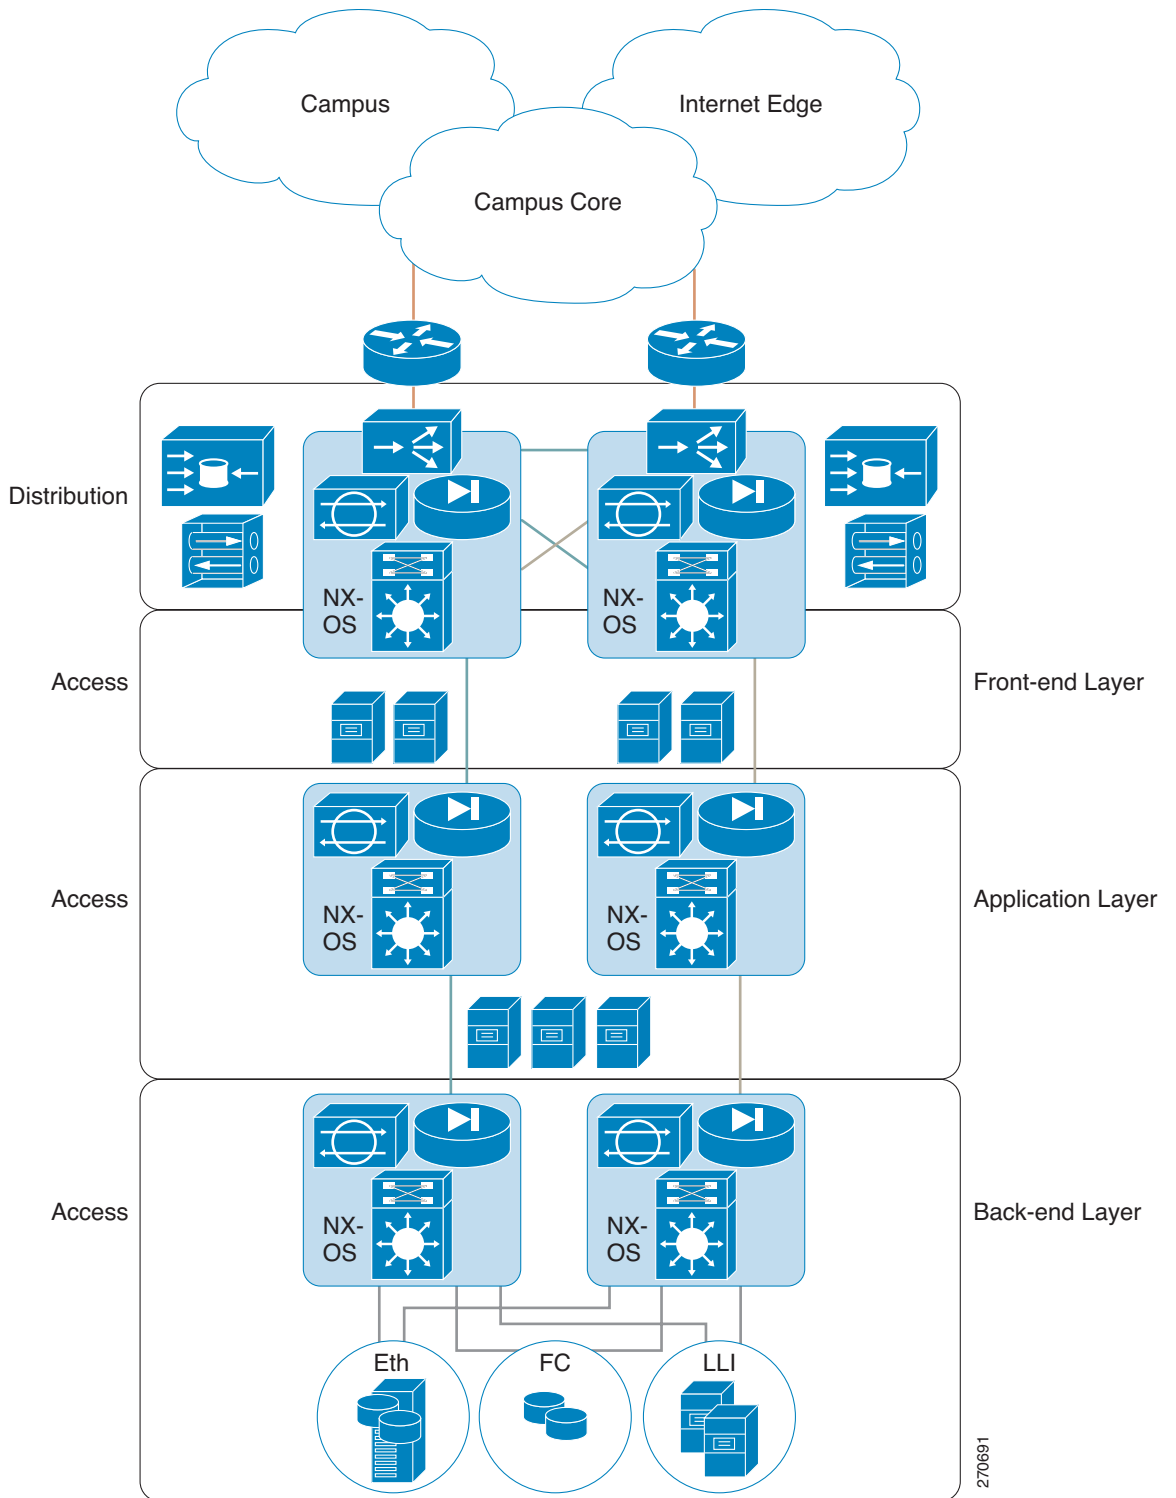 Campus
Internet Edge
Campus Core
Distribution
NX-
OS
NX-
OS
Access
Front-end Layer
Access
NX-
OS
NX-
OS
Application Layer
Access
NX-
OS
NX-
OS
Back-end Layer
Eth
FC
LLI
270691